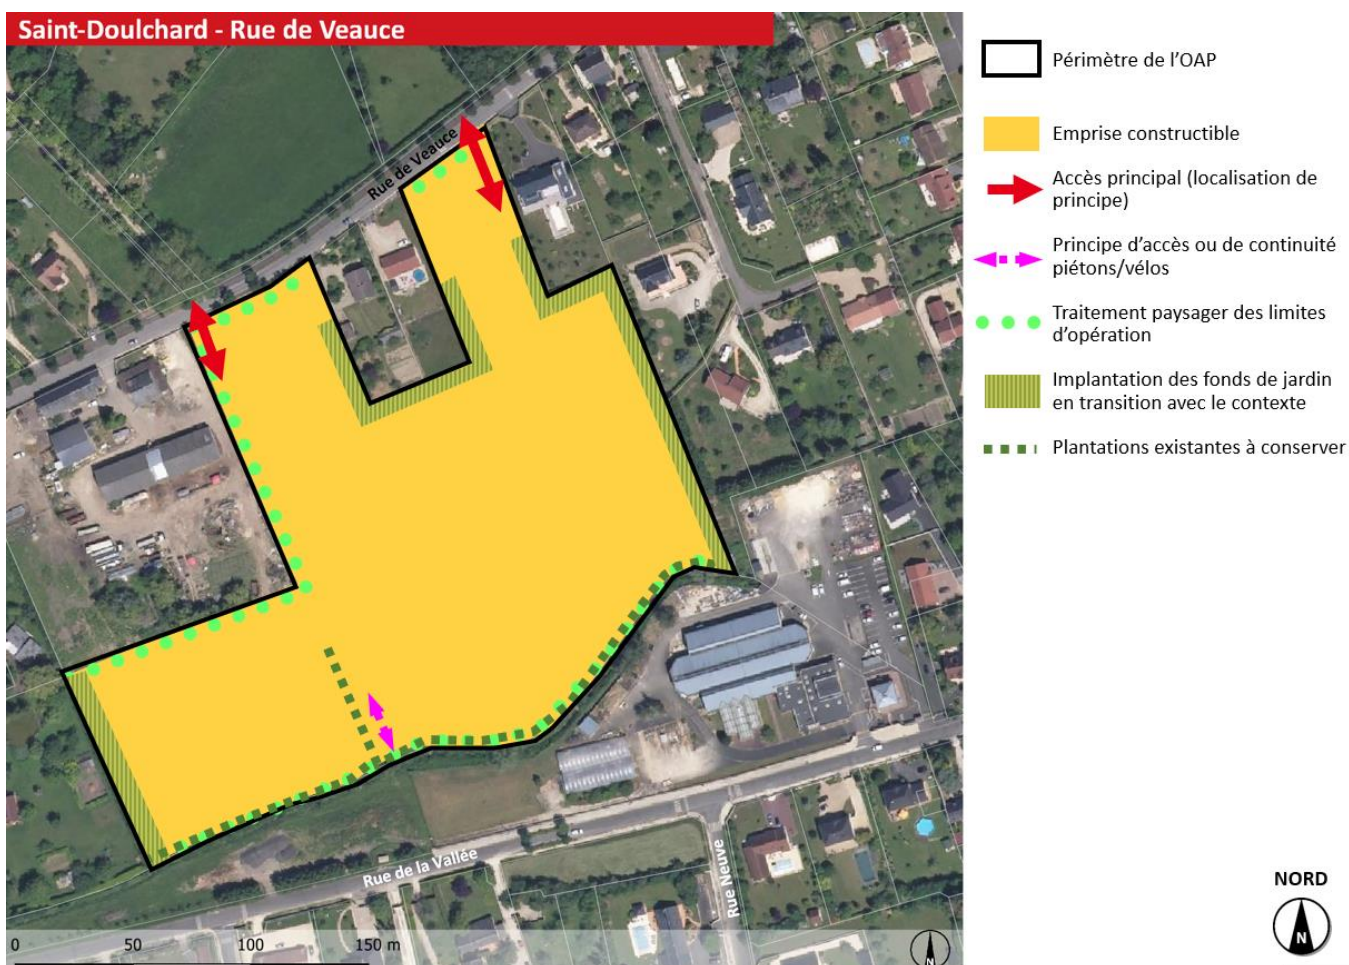 Saint-Doulchard - Rue de Veauce
Rue de Veauce
Rue de la Vallée
Rue Neuve
0 50 100 150 m
N
Périmètre de l’OAP
Emprise constructible
Accès principal (localisation de
principe)
Principe d’accès ou de continuité
piétons/vélos
Traitement paysager des limites
d’opération
Implantation des fonds de jardin
en transition avec le contexte
Plantations existantes à conserver
NORD
N